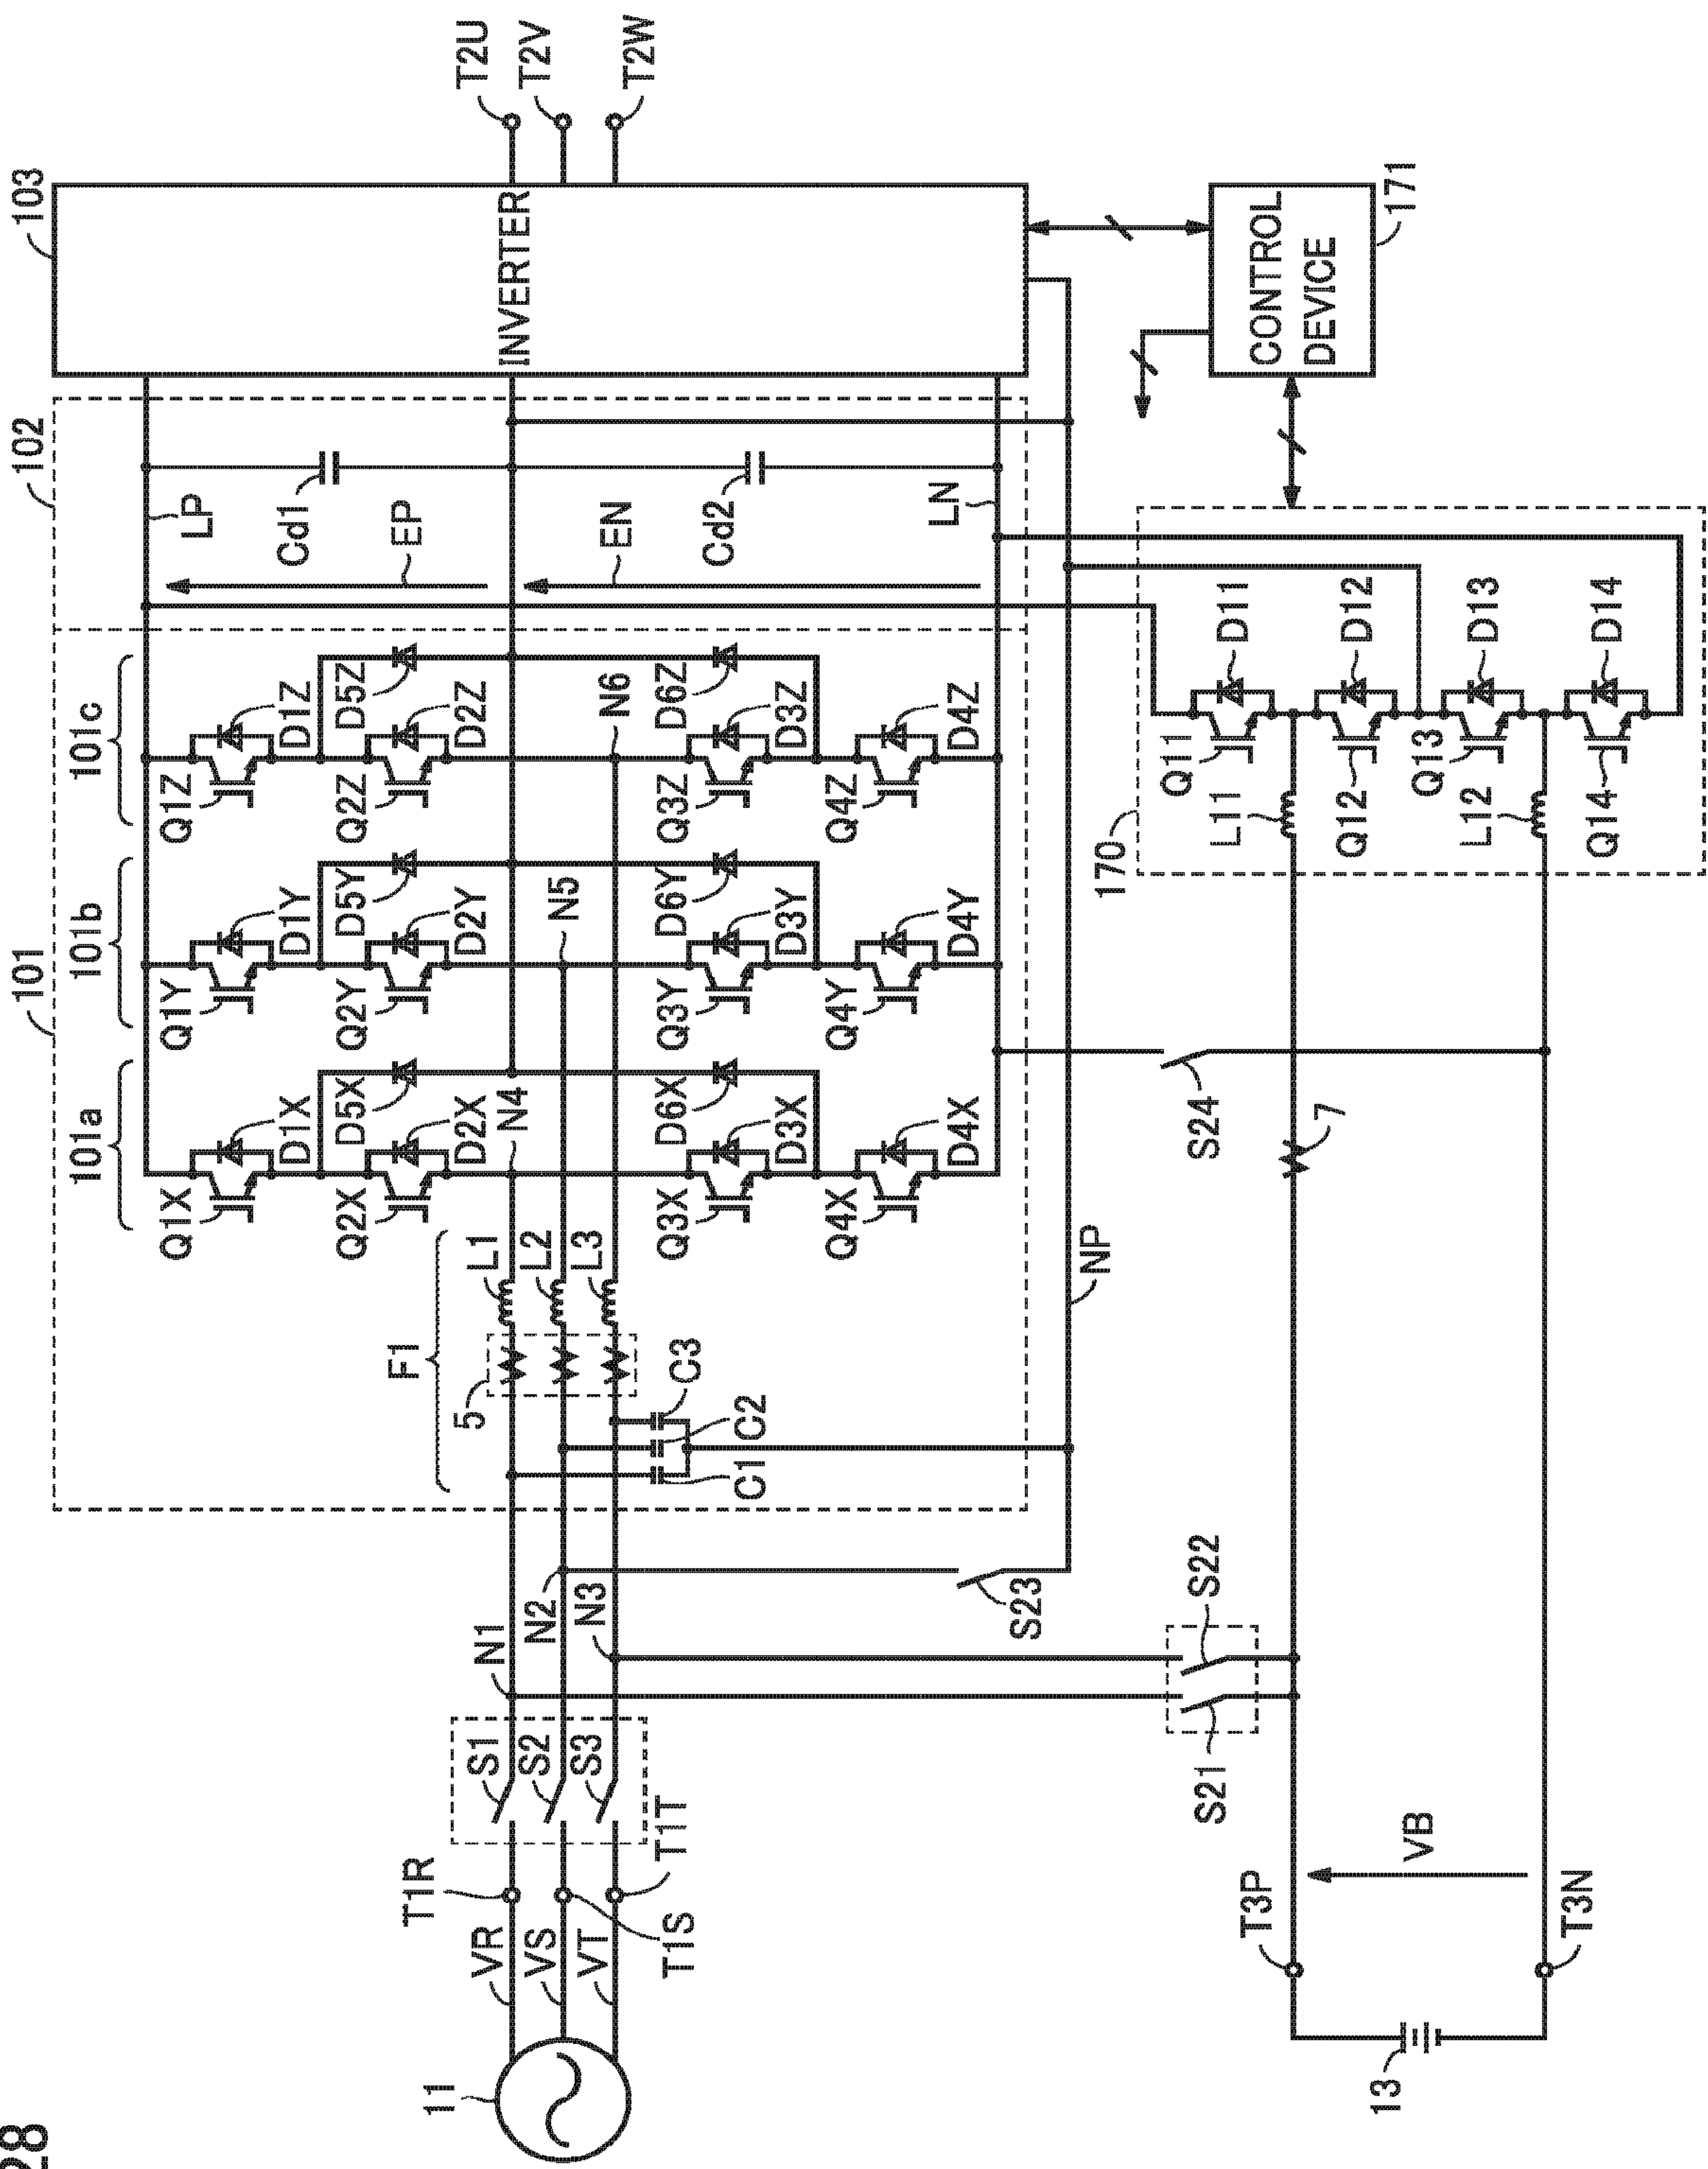 28
101
102
103
101a
101b
101c
Q1X
D1X
Q1Y
D1Y
Q1Z
D1Z
LP
Cd1
EP
T2U
T2V
T2W
D5X
D5Y
D5Z
Q2X
D2X
Q2Y
D2Y
Q2Z
D2Z
F1
11
VR
VS
VT
T1R
T1S
T1T
S1
S2
S3
N1
N2
N3
5
L1
L2
L3
N4
N5
N6
INVERTER
EN
C1
C2
C3
D6X
D6Y
D6Z
Q3X
D3X
Q3Y
D3Y
Q3Z
D3Z
Cd2
Q4X
D4X
Q4Y
D4Y
Q4Z
D4Z
LN
S23
NP
170
Q11
D11
S21
S22
S24
L11
CONTROL
DEVICE
171
7
Q12
D12
T3P
VB
Q13
D13
L12
13
T3N
Q14
D14